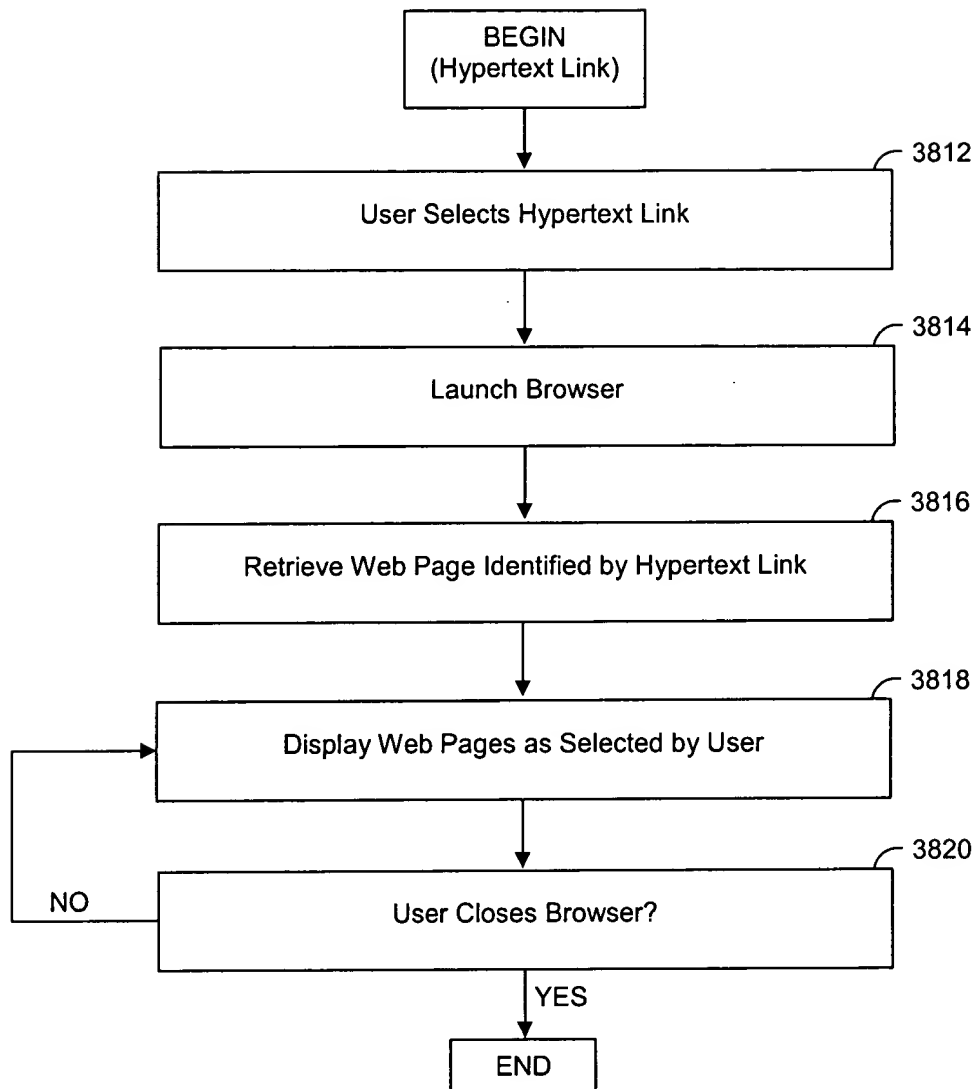 BEGIN
(Hypertext Link)
3812
User Selects Hypertext Link
3814
Launch Browser
3816
Retrieve Web Page Identified by Hypertext Link
3818
Display Web Pages as Selected by User
3820
NO
User Closes Browser?
YES
END